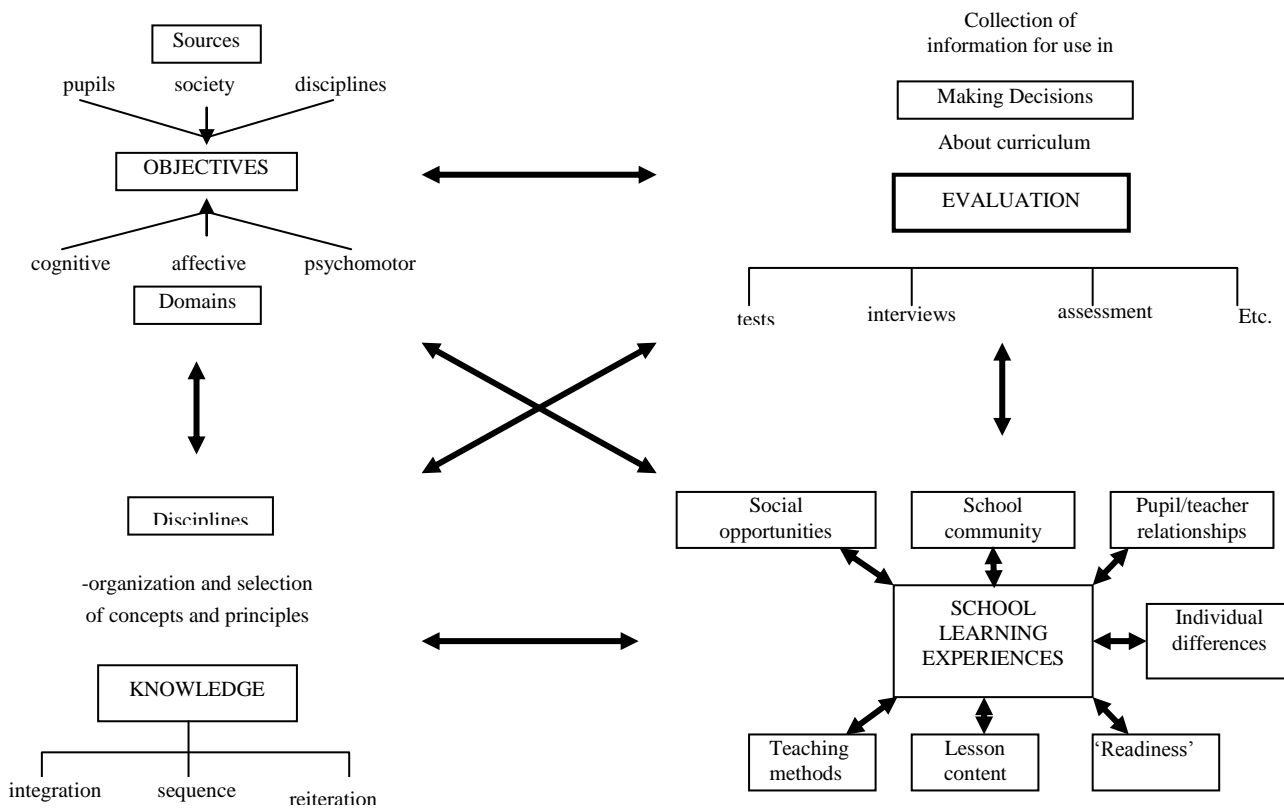 Sources
pupils society disciplines
OBJECTIVES
cognitive affective psychomotor
Domains
Collection of
information for use in
Making Decisions
About curriculum
EVALUATION
tests interviews assessment Etc.
Disciplines
-organization and selection
of concepts and principles
KNOWLEDGE
integration sequence reiteration
Social
opportunities
School
community
Pupil/teacher
relationships
SCHOOL
LEARNING
EXPERIENCES
Individual
differences
Teaching
methods
Lesson
content
‘Readiness’